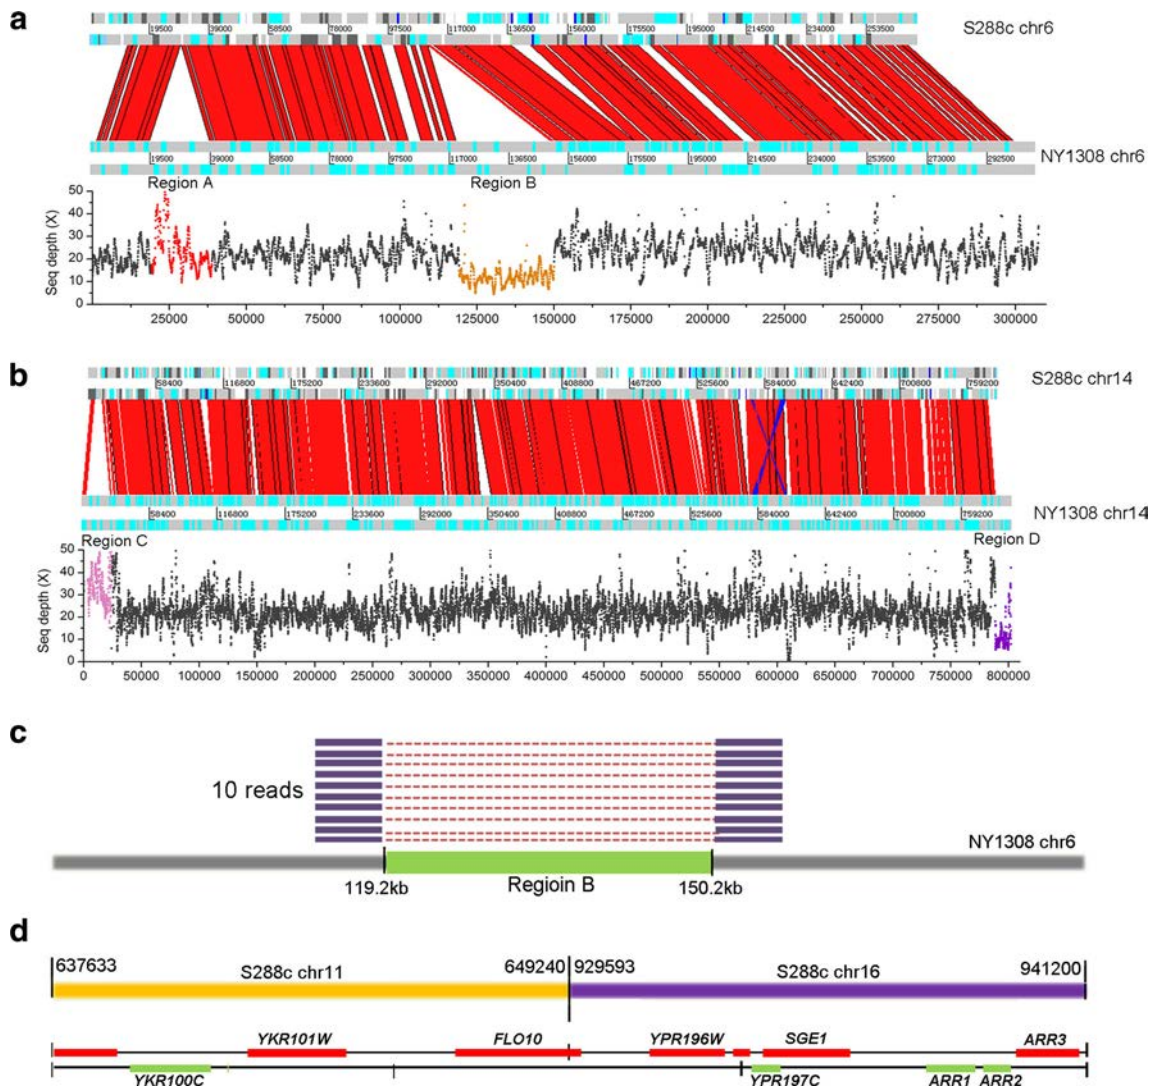 a
S288c chr6
19500 39000 58500 78000 97500 117000 136500 156000 175500 195000 214500 234000 253500
NY1308 chr6
19500 39000 58500 78000 97500 117000 136500 156000 175500 195000 214500 234000 253500 273000 292500
Region A Region B
Seq depth (X)
50
40
30
20
10
0
25000 50000 75000 100000 125000 150000 175000 200000 225000 250000 275000 300000
b
S288c chr14
58400 116800 175200 233600 292000 350400 408800 467200 525600 584000 642400 700800 759200
NY1308 chr14
58400 116800 175200 233600 292000 350400 408800 467200 525600 584000 642400 700800 759200
Region C Region D
Seq depth (X)
50
40
30
20
10
0
0 50000 100000 150000 200000 250000 300000 350000 400000 450000 500000 550000 600000 650000 700000 750000 800000
c
10 reads
NY1308 chr6
119.2kb Regioin B 150.2kb
d
637633 S288c chr11 649240 929593 S288c chr16 941200
YKR101W FLO10 YPR196W SGE1 ARR3
YKR100C YPR197C ARR1 ARR2